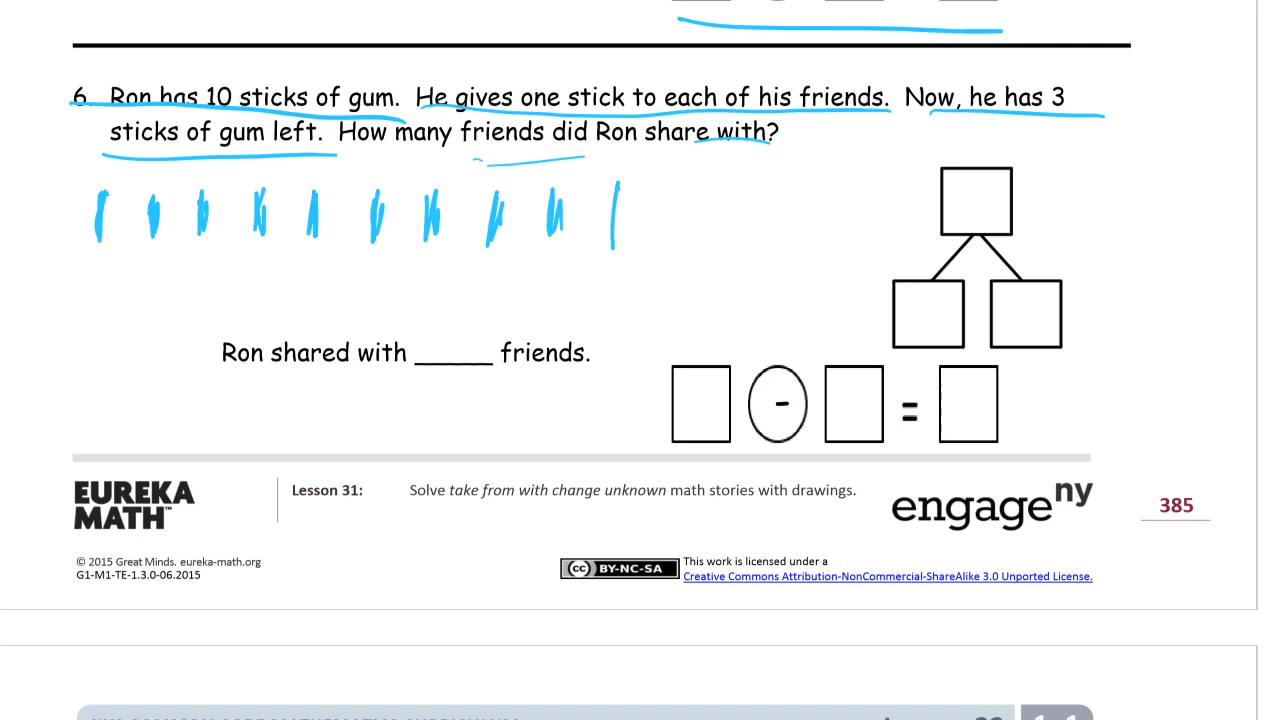 6. Ron has 10 sticks of gum. He gives one stick to each of his friends. Now, he has 3
sticks of gum left. How many friends did Ron share with?
Ron shared with _____ friends.
- =
EUREKA
MATH™
Lesson 31:
Solve take from with change unknown math stories with drawings.
engage ny
385
© 2015 Great Minds. eureka-math.org
G1-M1-TE-1.3.0-06.2015
cc BY-NC-SA
This work is licensed under a
Creative Commons Attribution-NonCommercial-ShareAlike 3.0 Unported License.